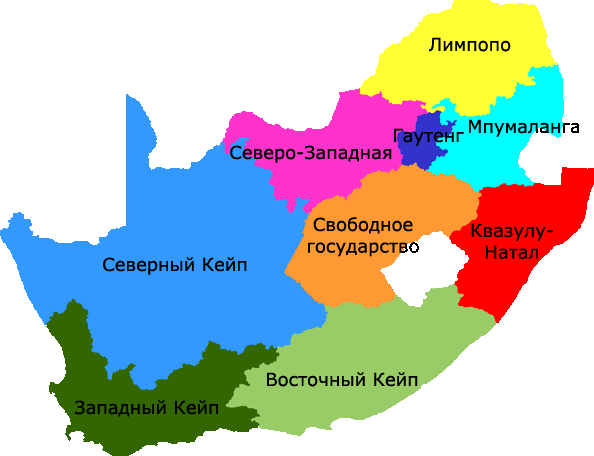 Лимпопо
Мпумаланга
Гаутенг
Северо-Западная
Свободное
государство
Квазулу-
Натал
Северный Кейп
Восточный Кейп
Западный Кейп